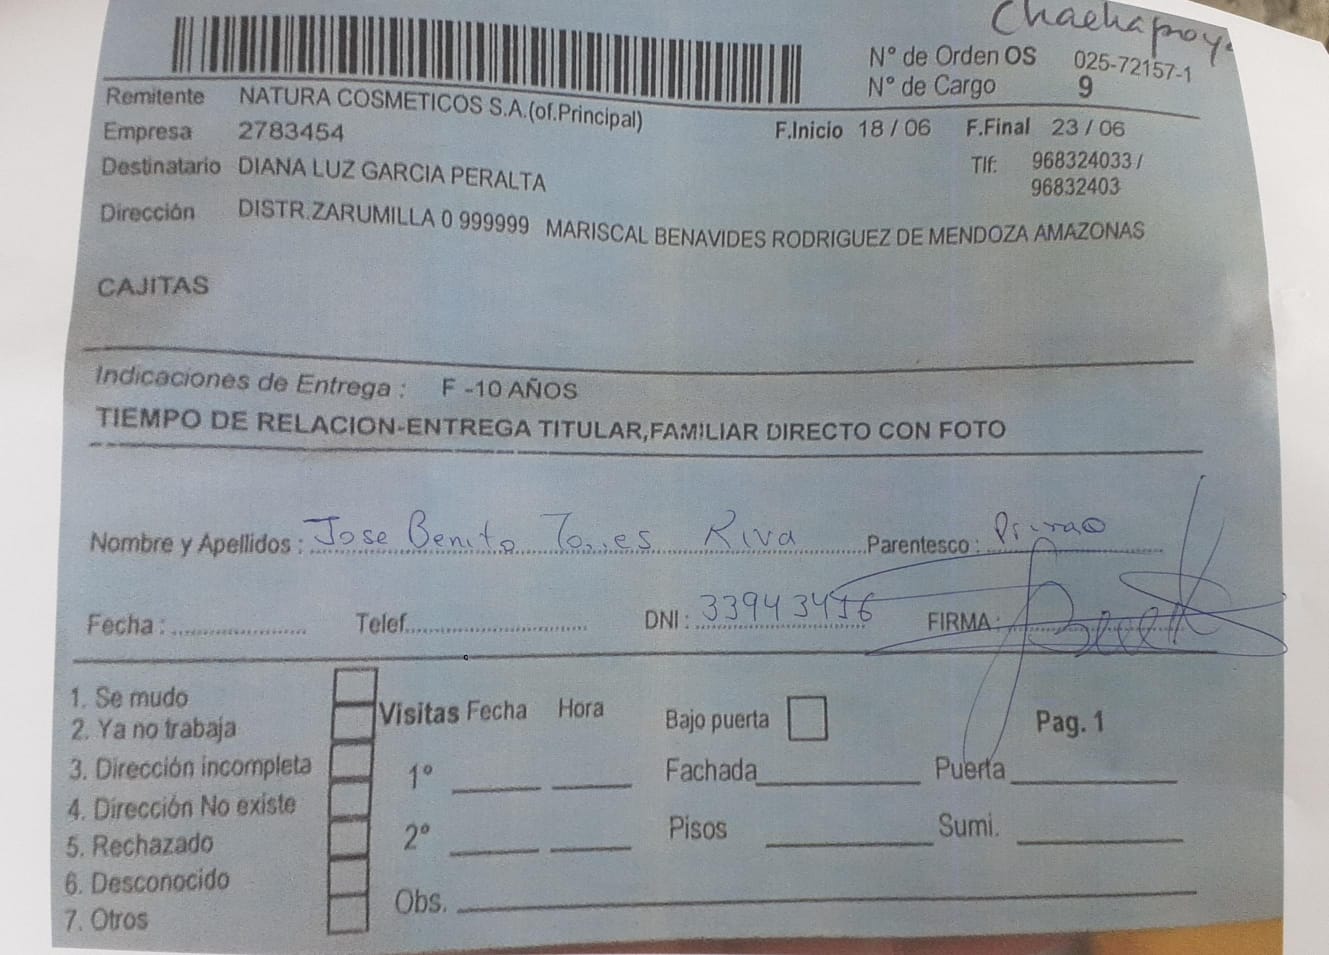 Chachapoya
N° de Orden OS 025-72157-1
N° de Cargo 9
Remitente NATURA COSMETICOS S.A.(of.Principal)
Empresa 2783454 F.Inicio 18 / 06 F.Final 23 / 06
Destinatario DIANA LUZ GARCIA PERALTA Tlf: 968324033 /
96832403
Dirección DISTR.ZARUMILLA 0 999999 MARISCAL BENAVIDES RODRIGUEZ DE MENDOZA AMAZONAS
CAJITAS
Indicaciones de Entrega : F -10 AÑOS
TIEMPO DE RELACION-ENTREGA TITULAR,FAMILIAR DIRECTO CON FOTO
Nombre y Apellidos : Jose Benito Torres Riva Parentesco : Primo
Fecha : Telef. DNI : 33943416 FIRMA:
1. Se mudo
2. Ya no trabaja
3. Dirección incompleta
4. Dirección No existe
5. Rechazado
6. Desconocido
7. Otros
Visitas Fecha Hora Bajo puerta Pag. 1
1° Fachada Puerta
2° Pisos Sumi.
Obs.